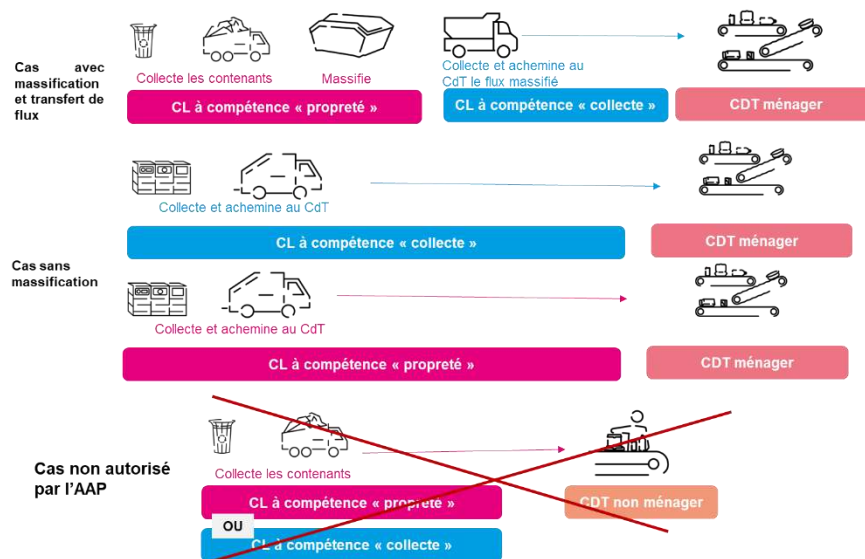 Cas avec
massification
et transfert de
flux
Collecte les contenants
Massifie
Collecte et achemine au
CdT le flux massifié
CL à compétence « propreté »
CL à compétence « collecte »
CDT ménager
Collecte et achemine au CdT
CL à compétence « collecte »
CDT ménager
Cas sans
massification
Collecte et achemine au CdT
CL à compétence « propreté »
CDT ménager
Cas non autorisé
par l’AAP
Collecte les contenants
CL à compétence « propreté »
CDT non ménager
OU
CL à compétence « collecte »